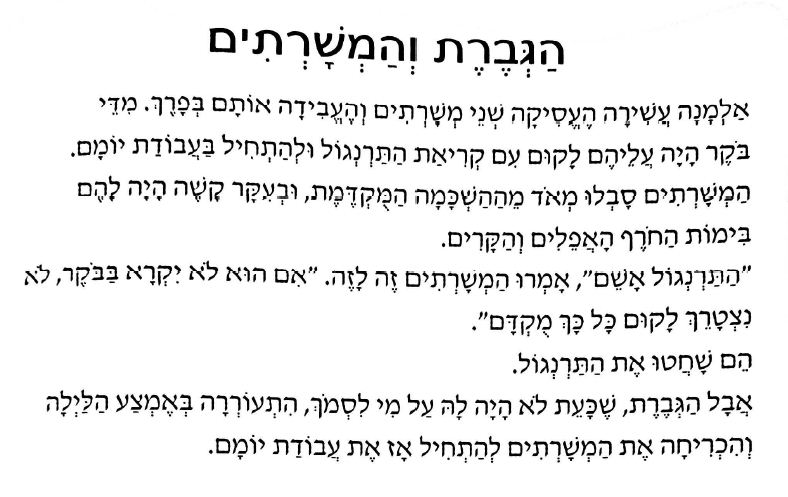 הַגְּבֶרֶת וְהַמְשָׁרְתִים
אַלְמָנָה עֲשִׁירָה הֶעֱסִיקָה שְׁנֵי מְשָׁרְתִים וְהֶעֱבִידָה אוֹתָם בְּפָרֶךְ. מִדֵּי
בֹּקֶר הָיָה עֲלֵיהֶם לָקוּם עִם קְרִיאַת הַתַּרְנְגוֹל וּלְהַתְחִיל בַּעֲבוֹדַת יוֹמָם.
הַמְּשָׁרְתִים סָבְלוּ מְאֹד מֵהַהַשְׁכָּמָה הַמֻּקְדֶּמֶת, וּבְעִקָּר קָשֶׁה הָיָה לָהֶם
בִּימוֹת הַחֹרֶף הָאֲפֵלִים וְהַקָּרִים.
"הַתַּרְנְגוֹל אָשֵׁם", אָמְרוּ הַמְשָׁרְתִים זֶה לָזֶה. "אִם הוּא לֹא יִקְרָא בַּבֹּקֶר, לֹא
נִצְטָרֵךְ לָקוּם כָּל כָּךְ מֻקְדָּם".
הֵם שָׁחֲטוּ אֶת הַתַּרְנְגוֹל.
אֲבָל הַגְּבֶרֶת, שֶׁכָּעֵת לֹא הָיָה לָהּ עַל מִי לִסְמֹךְ, הִתְעוֹרְרָה בְּאֶמְצַע הַלַּיְלָה
וְהִכְרִיחָה אֶת הַמְשָׁרְתִים לְהַתְחִיל אָז אֶת עֲבוֹדַת יוֹמָם.